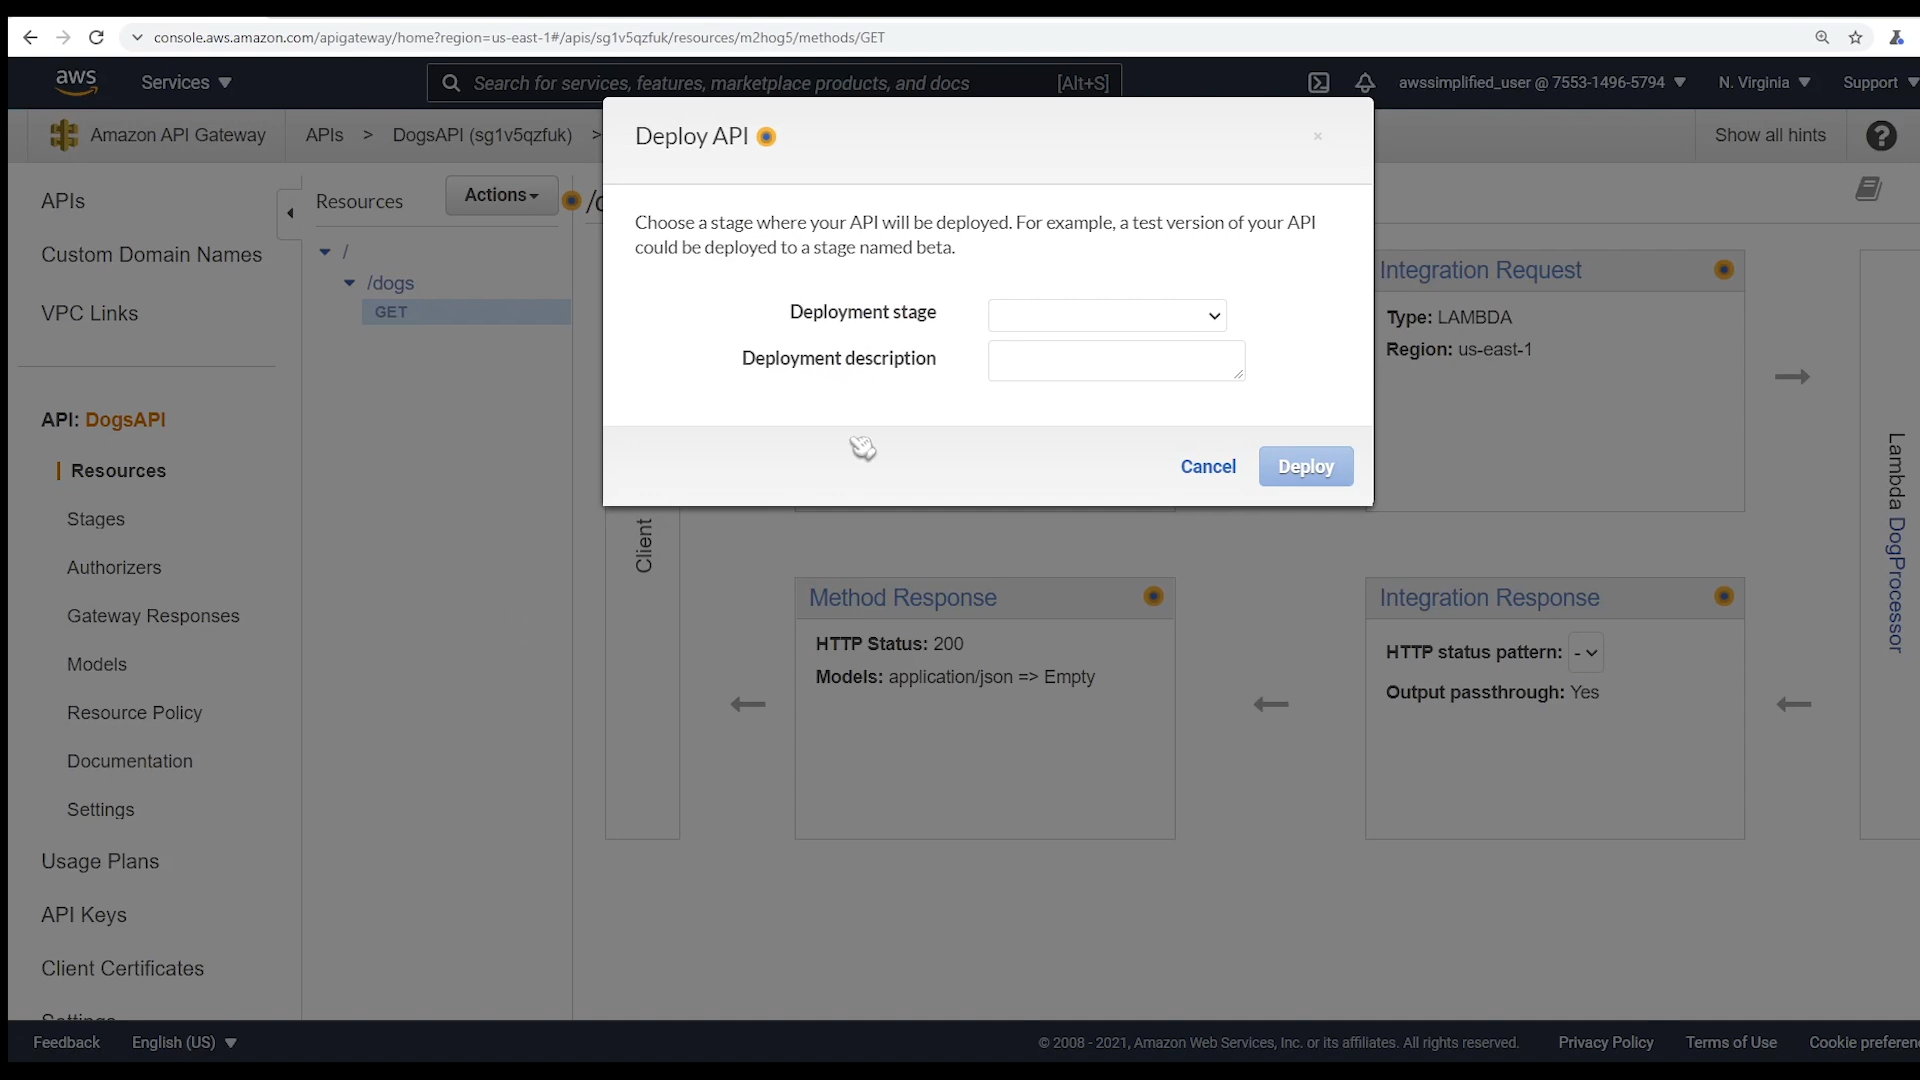 console.aws.amazon.com/apigateway/home?region=us-east-1#/apis/sg1v5qzfuk/resources/m2hog5/methods/GET
aws
Services
Search for services, features, marketplace products, and docs
[Alt+S]
awssimplified_user @ 7553-1496-5794
N. Virginia
Support
Amazon API Gateway
APIs
>
DogsAPI (sg1v5qzfuk)
>
Show all hints
?
Deploy API
×
Choose a stage where your API will be deployed. For example, a test version of your API
could be deployed to a stage named beta.
Deployment stage
Deployment description
Cancel
Deploy
APIs
Custom Domain Names
VPC Links
API: DogsAPI
Resources
Stages
Authorizers
Gateway Responses
Models
Resource Policy
Documentation
Settings
Usage Plans
API Keys
Client Certificates
Resources
Actions
/
/dogs
GET
Integration Request
Type: LAMBDA
Region: us-east-1
Client
Method Response
HTTP Status: 200
Models: application/json => Empty
Integration Response
HTTP status pattern: -
Output passthrough: Yes
Lambda DogProcessor
Feedback
English (US)
© 2008 - 2021, Amazon Web Services, Inc. or its affiliates. All rights reserved.
Privacy Policy
Terms of Use
Cookie preferen